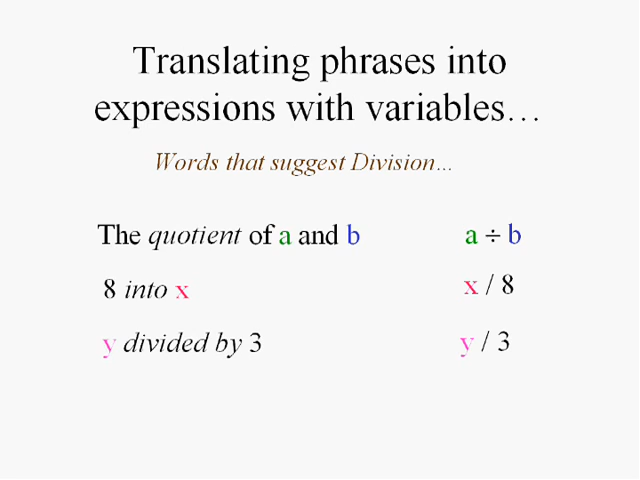 Translating phrases into
expressions with variables…
Words that suggest Division…
The quotient of a and b a ÷ b
8 into x x / 8
y divided by 3 y / 3